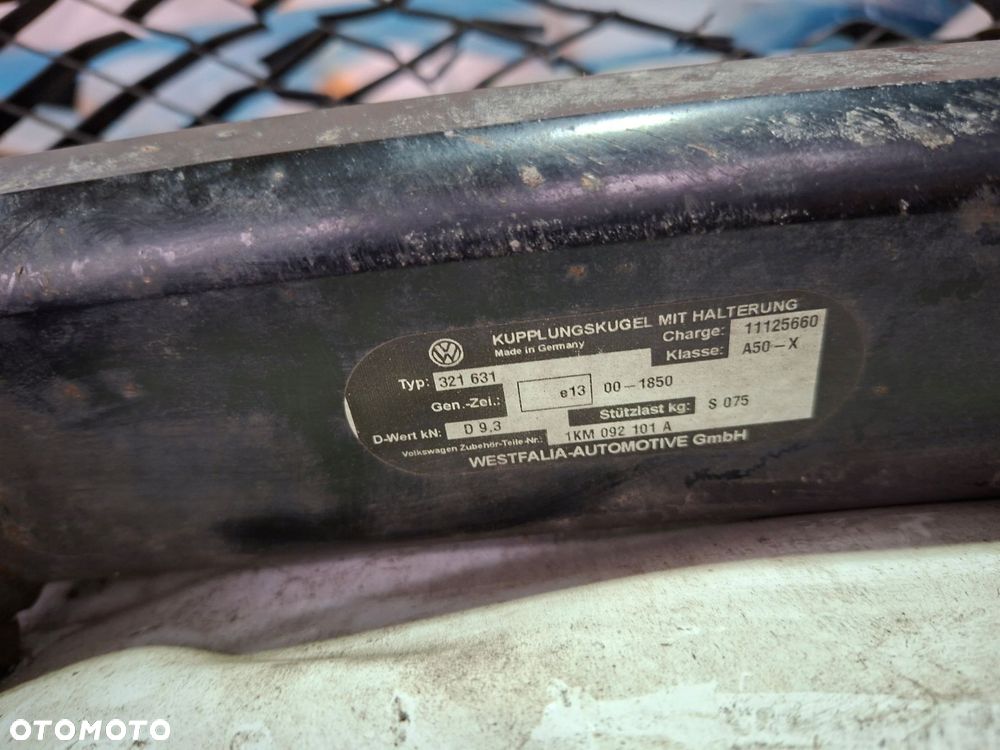 KUPPLUNGSKUGEL MIT HALTERUNG
Made in Germany
Charge: 11125660
Klasse: A50-X
Typ: 321 631
Gen.-Zei.: e13 00-1850
Stützlast kg: S 075
D-Wert kN: D 9,3
Volkswagen Zubehör-Teile-Nr.: 1KM 092 101 A
WESTFALIA-AUTOMOTIVE GmbH
OTOMOTO